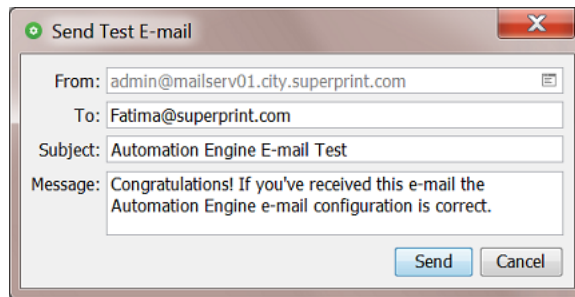 Send Test E-mail
From: admin@mailserv01.city.superprint.com
To: Fatima@superprint.com
Subject: Automation Engine E-mail Test
Message: Congratulations! If you've received this e-mail the
Automation Engine e-mail configuration is correct.
Send Cancel